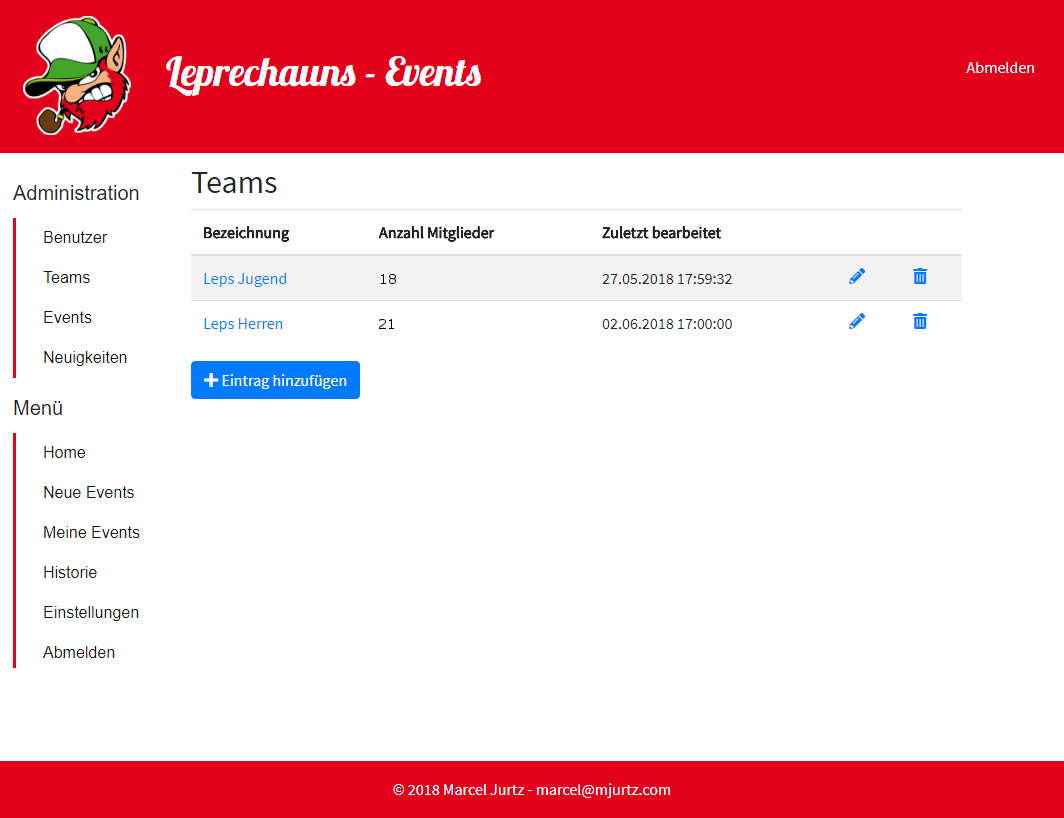 Leprechauns - Events
Abmelden
Administration
Benutzer
Teams
Events
Neuigkeiten
Menü
Home
Neue Events
Meine Events
Historie
Einstellungen
Abmelden
Teams
Bezeichnung Anzahl Mitglieder Zuletzt bearbeitet
Leps Jugend 18 27.05.2018 17:59:32
Leps Herren 21 02.06.2018 17:00:00
Eintrag hinzufügen
© 2018 Marcel Jurtz - marcel@mjurtz.com